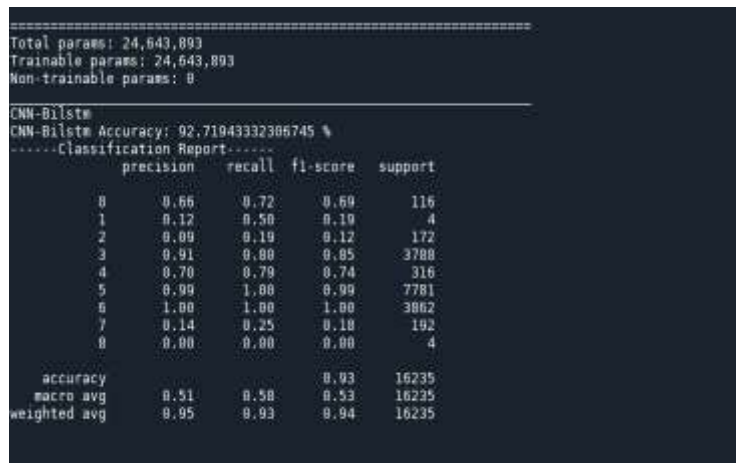 =================================================================
Total params: 24,643,893
Trainable params: 24,643,893
Non-trainable params: 0
_________________________________________________________________
CNN-Bilstm
CNN-Bilstm Accuracy: 92.71943332306745 %
------Classification Report------
precision recall f1-score support
0 0.66 0.72 0.69 116
1 0.12 0.50 0.19 4
2 0.09 0.19 0.12 172
3 0.91 0.80 0.85 3788
4 0.70 0.79 0.74 316
5 0.99 1.00 0.99 7781
6 1.00 1.00 1.00 3862
7 0.14 0.25 0.18 192
8 0.00 0.00 0.00 4
accuracy 0.93 16235
macro avg 0.51 0.58 0.53 16235
weighted avg 0.95 0.93 0.94 16235